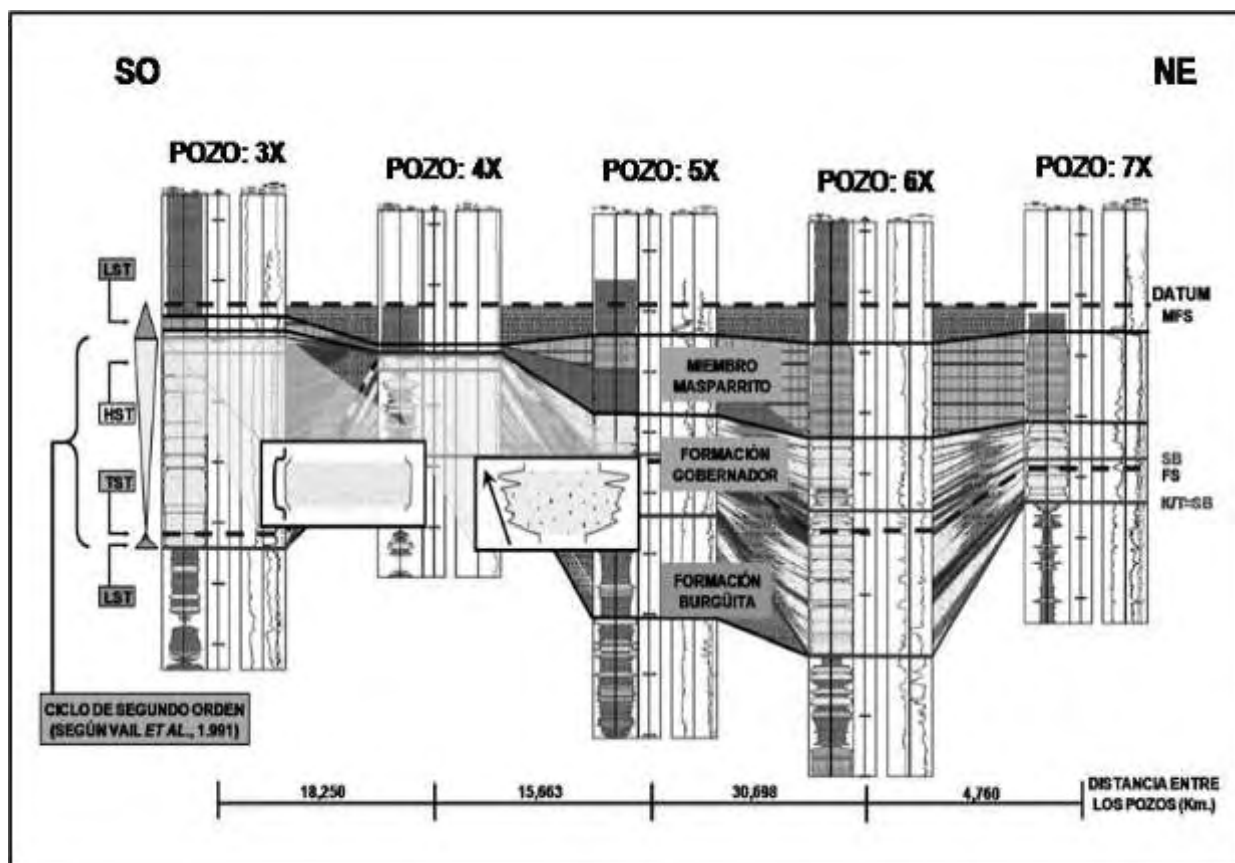 SO
NE
POZO: 3X
POZO: 4X
POZO: 5X
POZO: 6X
POZO: 7X
LST
DATUM
MFS
MIEMBRO
MASPARRITO
HST
FORMACIÓN
GOBERNADOR
SB
FS
TST
K/T=SB
FORMACIÓN
BURGÜITA
LST
CICLO DE SEGUNDO ORDEN
(SEGÚN VAIL ET AL., 1.991)
18,250
15,663
30,698
4,760
DISTANCIA ENTRE
LOS POZOS (Km.)